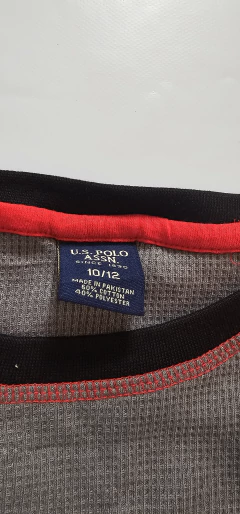 U.S. POLO
ASSN.
SINCE 1890
10/12
MADE IN PAKISTAN
60% COTTON
40% POLYESTER